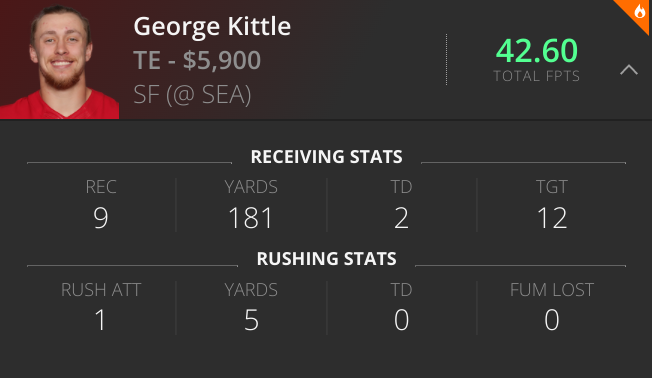 George Kittle
TE - $5,900
SF (@ SEA)
42.60
TOTAL FPTS
RECEIVING STATS
REC YARDS TD TGT
9 181 2 12
RUSHING STATS
RUSH ATT YARDS TD FUM LOST
1 5 0 0